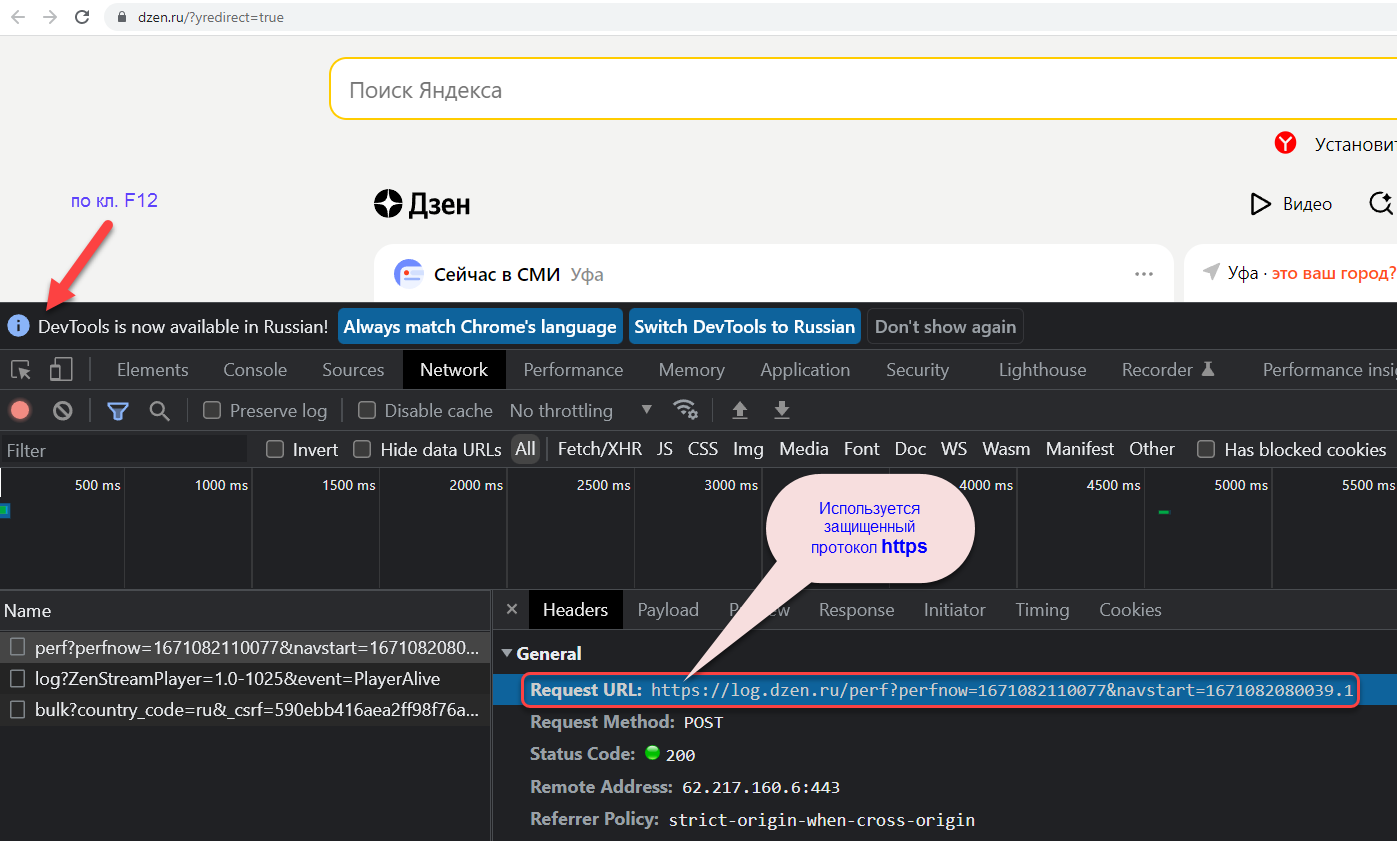 dzen.ru/?yredirect=true
Поиск Яндекса
по кл. F12
Дзен
Видео
Сейчас в СМИ Уфа
Уфа · это ваш город?
DevTools is now available in Russian! Always match Chrome's language Switch DevTools to Russian Don't show again
Elements Console Sources Network Performance Memory Application Security Lighthouse Recorder Performance
Preserve log Disable cache No throttling
Filter Invert Hide data URLs All Fetch/XHR JS CSS Img Media Font Doc WS Wasm Manifest Other Has blocked cookies
500 ms 1000 ms 1500 ms 2000 ms 2500 ms 3000 ms 4000 ms 4500 ms 5000 ms 5500 ms
Используется
защищенный
протокол https
Name
Headers Payload Response Initiator Timing Cookies
perf?perfnow=1671082110077&navstart=1671082080...
log?ZenStreamPlayer=1.0-1025&event=PlayerAlive
bulk?country_code=ru&_csrf=590ebb416aea2ff98f76a...
General
Request URL: https://log.dzen.ru/perf?perfnow=1671082110077&navstart=1671082080039.1
Request Method: POST
Status Code: 200
Remote Address: 62.217.160.6:443
Referrer Policy: strict-origin-when-cross-origin